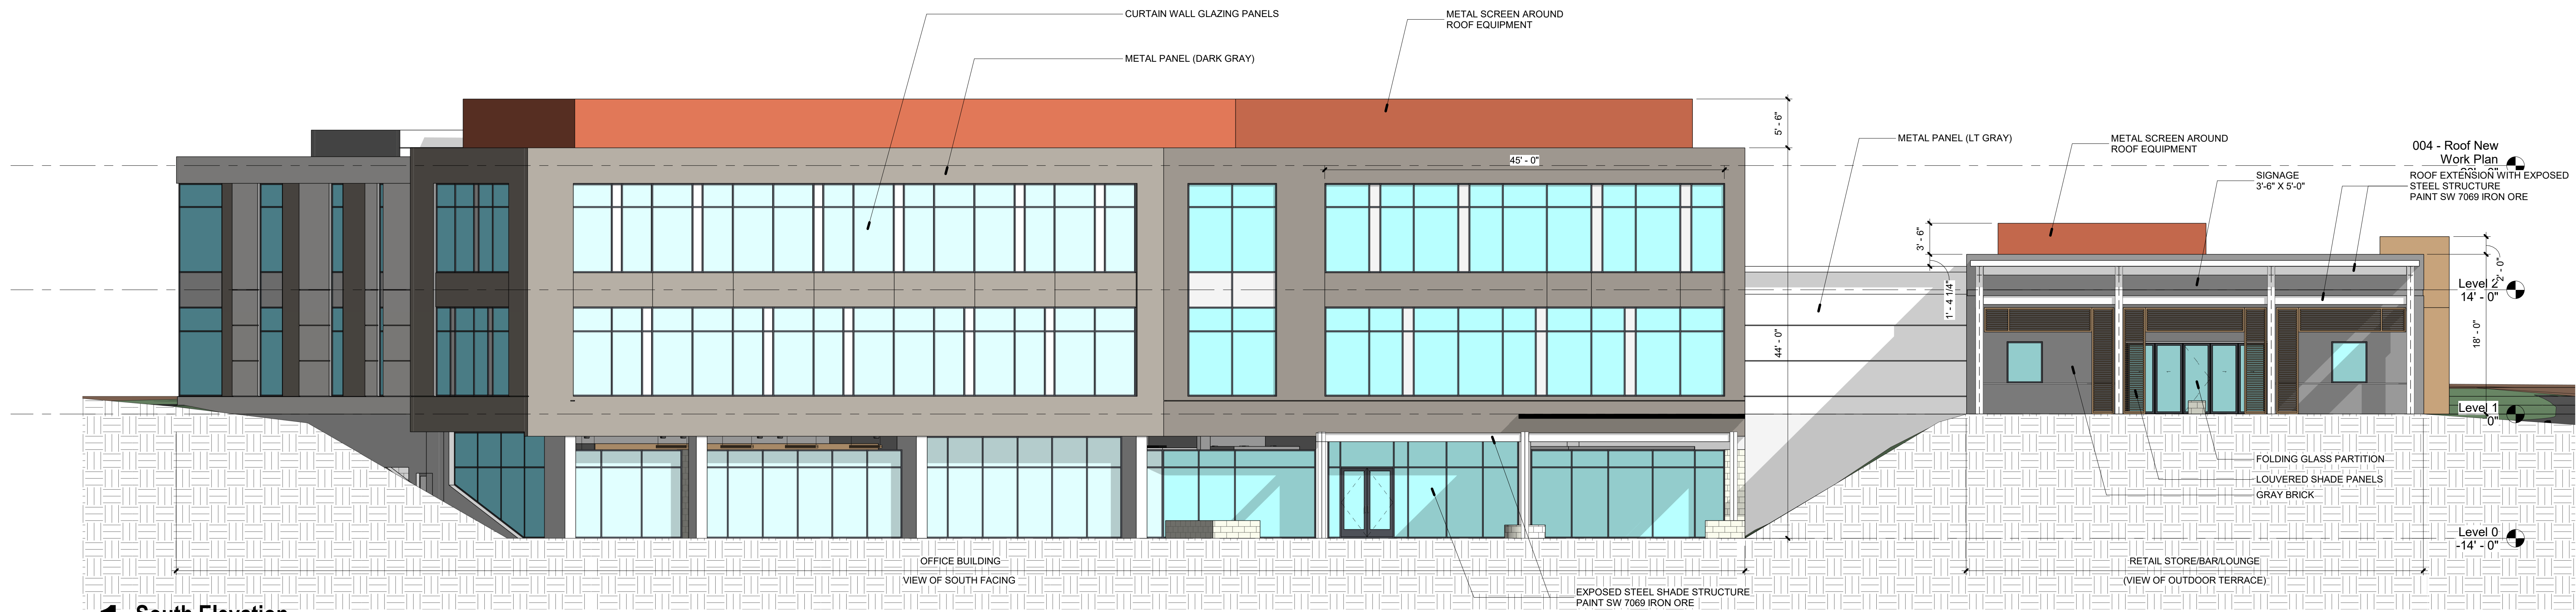 CURTAIN WALL GLAZING PANELS
METAL SCREEN AROUND
ROOF EQUIPMENT
METAL PANEL (DARK GRAY)
5' - 6"
METAL PANEL (LT GRAY)
METAL SCREEN AROUND
ROOF EQUIPMENT
004 - Roof New
Work Plan
45' - 0"
SIGNAGE
3'-6" X 5'-0"
ROOF EXTENSION WITH EXPOSED
STEEL STRUCTURE
PAINT SW 7069 IRON ORE
3' - 6"
2' - 0"
1' - 4 1/4"
Level 2
14' - 0"
44' - 0"
18' - 0"
Level 1
0"
FOLDING GLASS PARTITION
LOUVERED SHADE PANELS
GRAY BRICK
Level 0
-14' - 0"
OFFICE BUILDING
VIEW OF SOUTH FACING
RETAIL STORE/BAR/LOUNGE
(VIEW OF OUTDOOR TERRACE)
EXPOSED STEEL SHADE STRUCTURE
PAINT SW 7069 IRON ORE
South Elevation